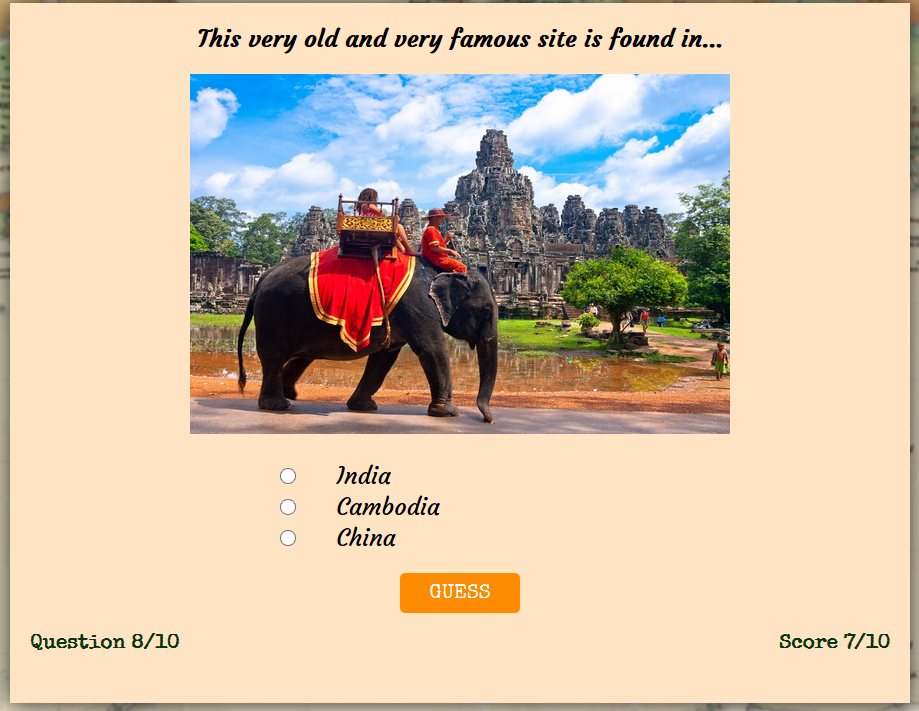 This very old and very famous site is found in...
India
Cambodia
China
GUESS
Question 8/10
Score 7/10